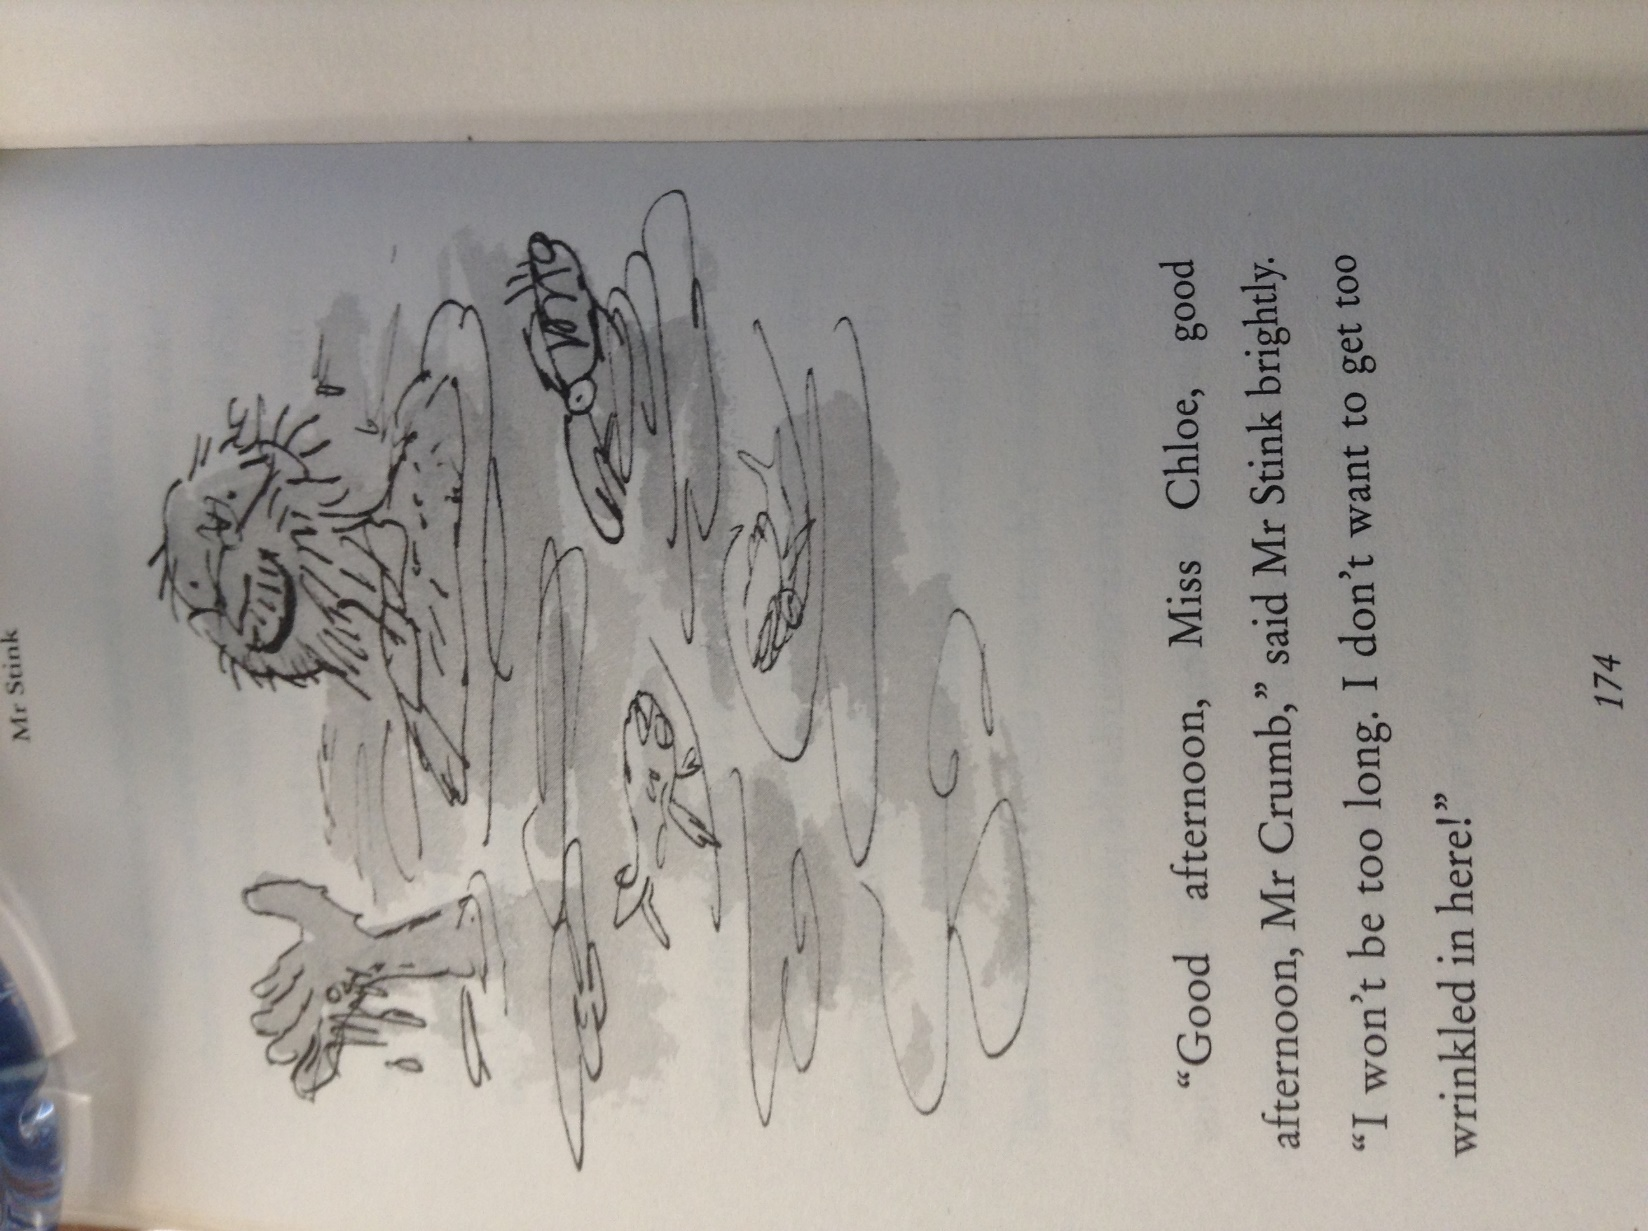 Mr Stink
“Good afternoon, Miss Chloe, good
afternoon, Mr Crumb,” said Mr Stink brightly.
“I won’t be too long. I don’t want to get too
wrinkled in here!”
174